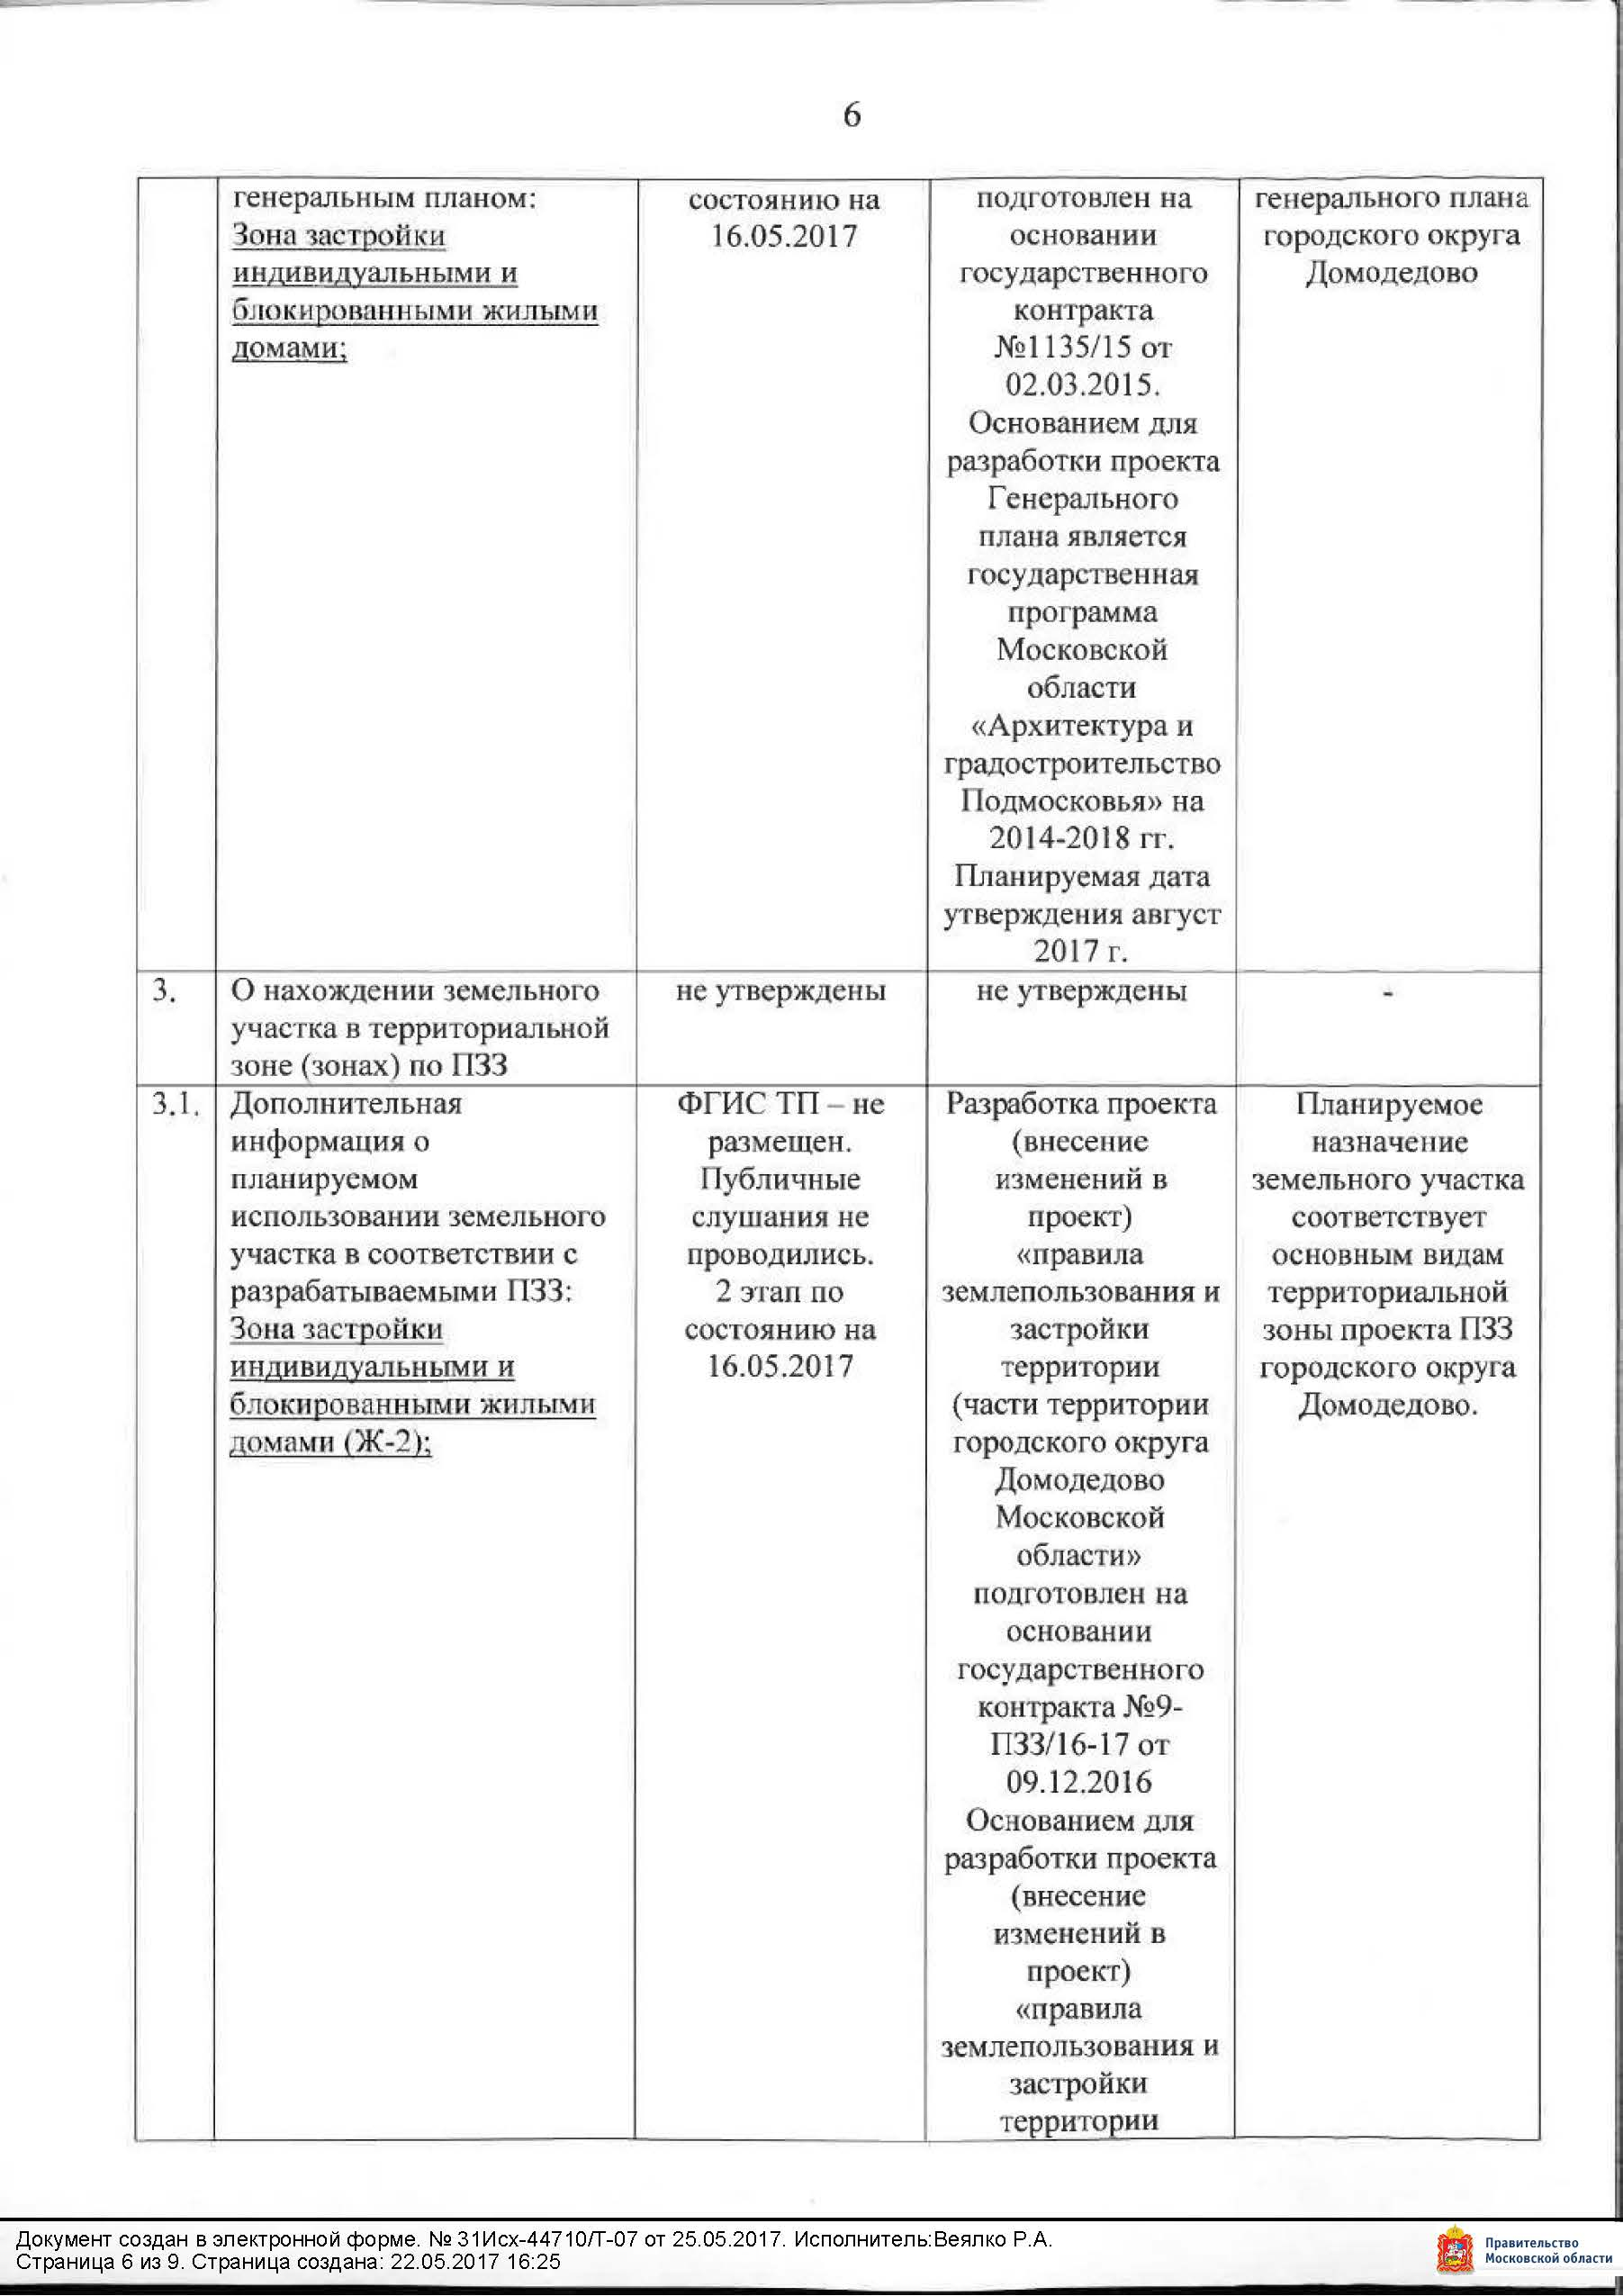 6
генеральным планом:
Зона застройки
индивидуальными и
блокированными жилыми
домами;
состоянию на
16.05.2017
подготовлен на
основании
государственного
контракта
№1135/15 от
02.03.2015.
Основанием для
разработки проекта
Генерального
плана является
государственная
программа
Московской
области
«Архитектура и
градостроительство
Подмосковья» на
2014-2018 гг.
Планируемая дата
утверждения август
2017 г.
генерального плана
городского округа
Домодедово
3.
О нахождении земельного
участка в территориальной
зоне (зонах) по ПЗЗ
не утверждены
не утверждены
-
3.1.
Дополнительная
информация о
планируемом
использовании земельного
участка в соответствии с
разрабатываемыми ПЗЗ:
Зона застройки
индивидуальными и
блокированными жилыми
домами (Ж-2);
ФГИС ТП – не
размещен.
Публичные
слушания не
проводились.
2 этап по
состоянию на
16.05.2017
Разработка проекта
(внесение
изменений в
проект)
«правила
землепользования и
застройки
территории
(части территории
городского округа
Домодедово
Московской
области»
подготовлен на
основании
государственного
контракта №9-
ПЗЗ/16-17 от
09.12.2016
Основанием для
разработки проекта
(внесение
изменений в
проект)
«правила
землепользования и
застройки
территории
Планируемое
назначение
земельного участка
соответствует
основным видам
территориальной
зоны проекта ПЗЗ
городского округа
Домодедово.
Документ создан в электронной форме. № 31Исх-44710/Т-07 от 25.05.2017. Исполнитель:Веялко Р.А.
Страница 6 из 9. Страница создана: 22.05.2017 16:25
Правительство
Московской области